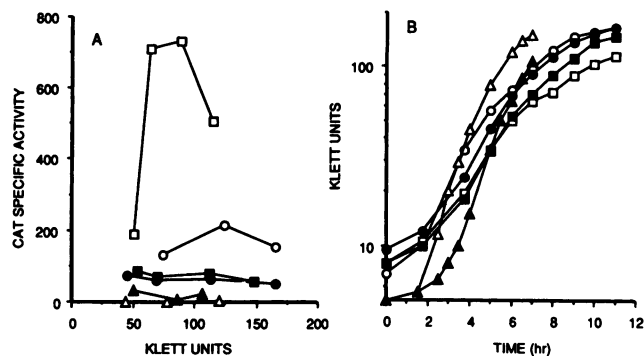 A
CAT SPECIFIC ACTIVITY
800
600
400
200
0
0 50 100 150 200
KLETT UNITS
B
KLETT UNITS
100
10
0 2 4 6 8 10 12
TIME (hr)